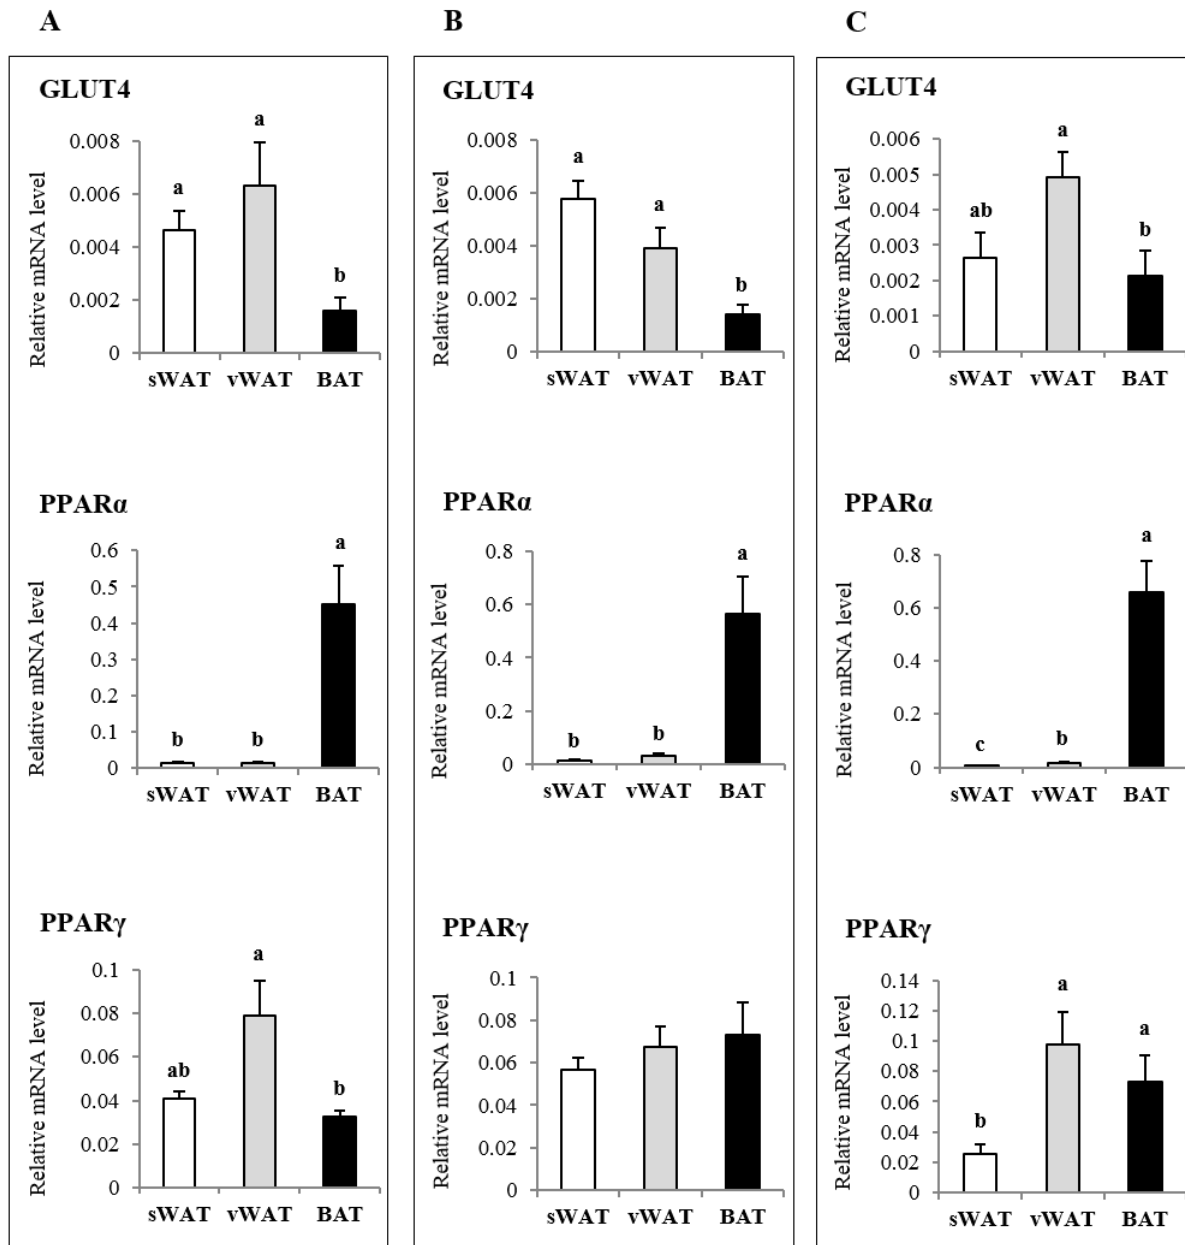 A
B
C
GLUT4
a
a
b
Relative mRNA level
0.008
0.006
0.004
0.002
0
sWAT vWAT BAT
GLUT4
a
a
b
Relative mRNA level
0.008
0.006
0.004
0.002
0
sWAT vWAT BAT
GLUT4
ab
a
b
Relative mRNA level
0.006
0.005
0.004
0.003
0.002
0.001
0
sWAT vWAT BAT
PPARα
b
b
a
Relative mRNA level
0.6
0.5
0.4
0.3
0.2
0.1
0
sWAT vWAT BAT
PPARα
b
b
a
Relative mRNA level
0.8
0.6
0.4
0.2
0
sWAT vWAT BAT
PPARα
c
b
a
Relative mRNA level
0.8
0.6
0.4
0.2
0
sWAT vWAT BAT
PPARγ
ab
a
b
Relative mRNA level
0.1
0.08
0.06
0.04
0.02
0
sWAT vWAT BAT
PPARγ
Relative mRNA level
0.1
0.08
0.06
0.04
0.02
0
sWAT vWAT BAT
PPARγ
b
a
a
Relative mRNA level
0.14
0.12
0.1
0.08
0.06
0.04
0.02
0
sWAT vWAT BAT